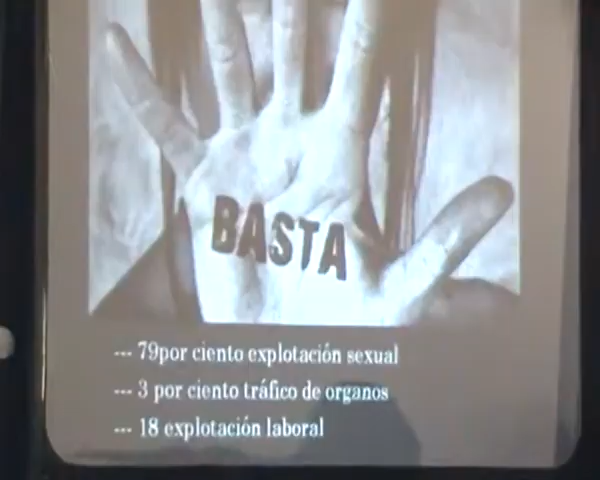 BASTA
--- 79por ciento explotación sexual
--- 3 por ciento tráfico de organos
--- 18 explotación laboral